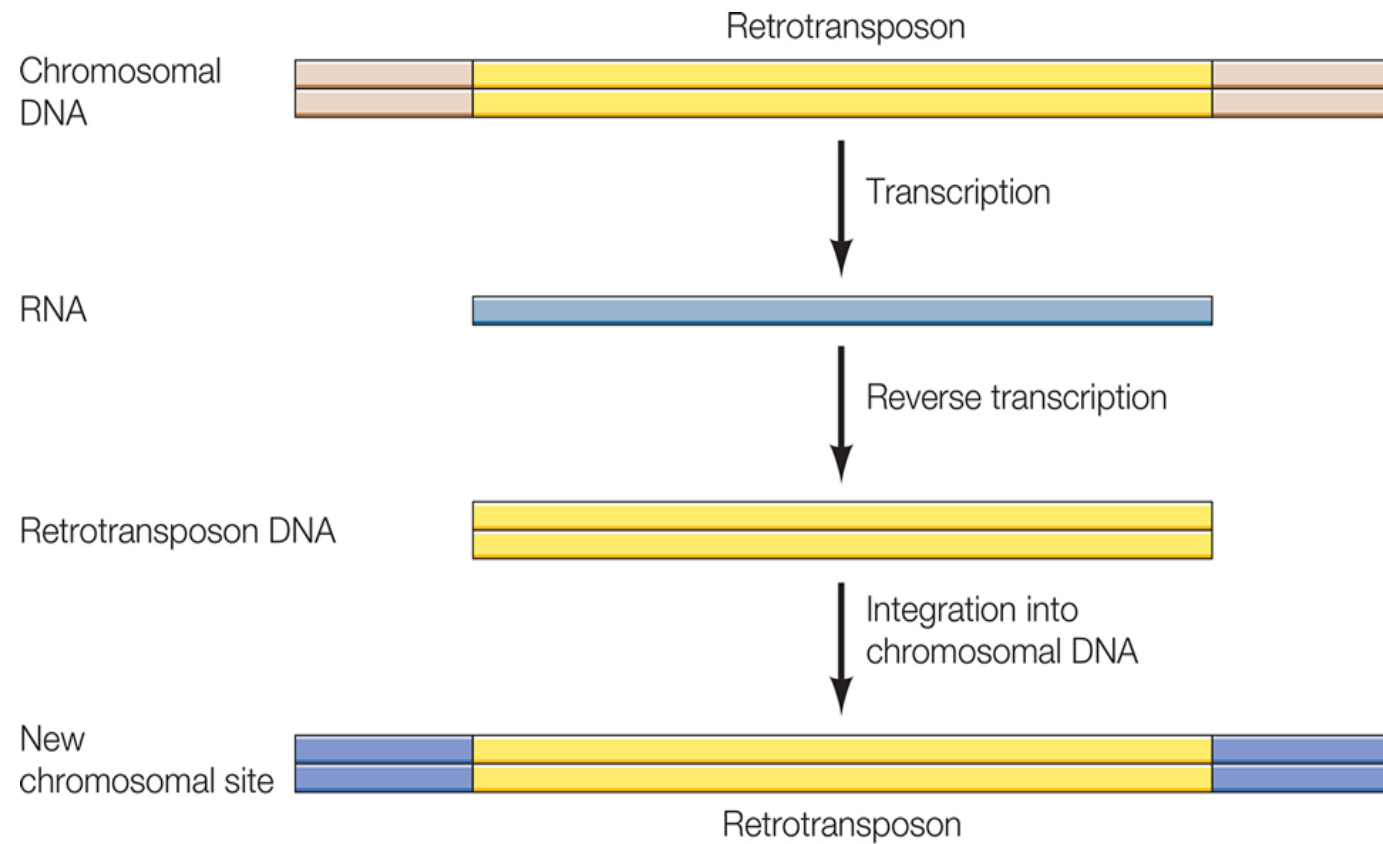 Retrotransposon
Chromosomal
DNA
Transcription
RNA
Reverse transcription
Retrotransposon DNA
Integration into
chromosomal DNA
New
chromosomal site
Retrotransposon